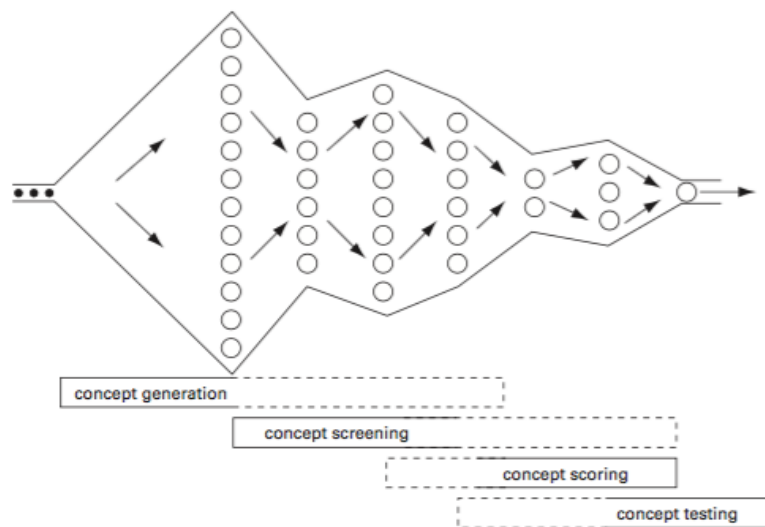 concept generation
concept screening
concept scoring
concept testing